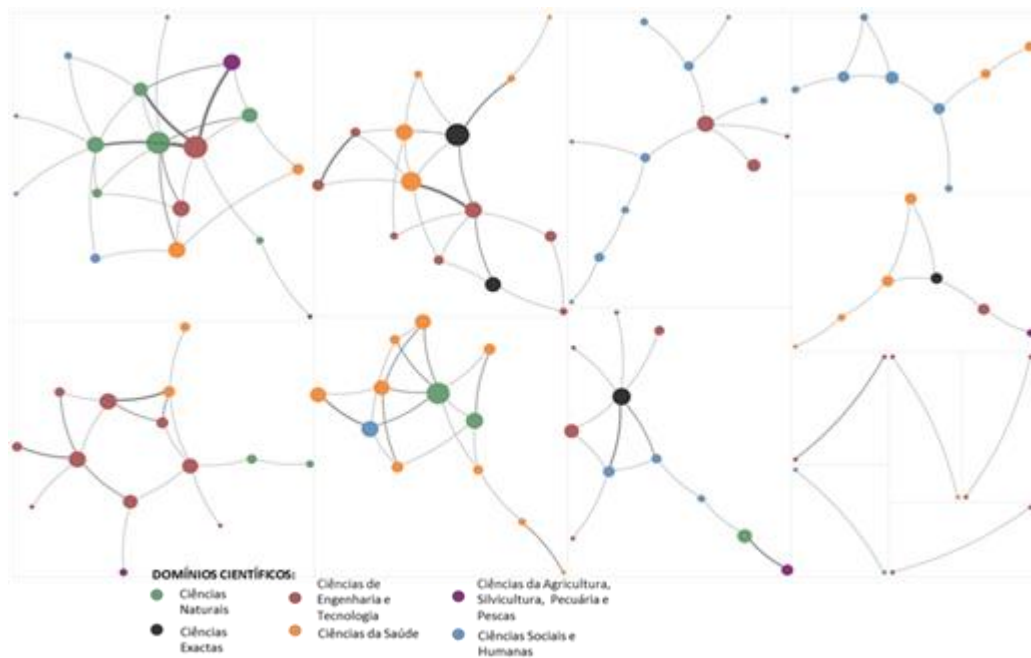 DOMÍNIOS CIENTÍFICOS:
Ciências
Naturais
Ciências
Exactas
Ciências de
Engenharia e
Tecnologia
Ciências da Saúde
Ciências da Agricultura,
Silvicultura, Pecuária e
Pescas
Ciências Sociais e
Humanas